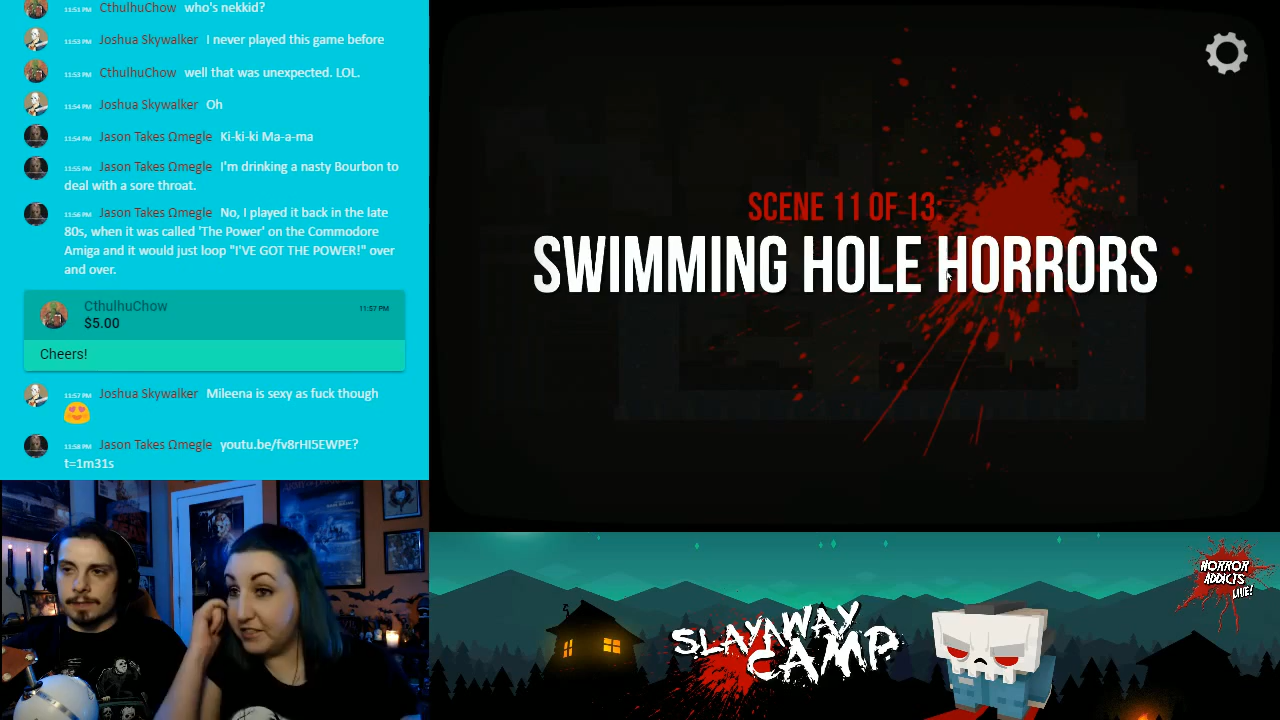 11:51 PM CthulhuChow who's nekkid?
11:53 PM Joshua Skywalker I never played this game before
11:53 PM CthulhuChow well that was unexpected. LOL.
11:54 PM Joshua Skywalker Oh
11:54 PM Jason Takes Ωmegle Ki-ki-ki Ma-a-ma
11:55 PM Jason Takes Ωmegle I'm drinking a nasty Bourbon to
deal with a sore throat.
11:56 PM Jason Takes Ωmegle No, I played it back in the late
80s, when it was called 'The Power' on the Commodore
Amiga and it would just loop "I'VE GOT THE POWER!" over
and over.
CthulhuChow 11:57 PM
$5.00
Cheers!
11:57 PM Joshua Skywalker Mileena is sexy as fuck though
😍
11:58 PM Jason Takes Ωmegle youtu.be/fv8rHI5EWPE?
t=1m31s
SCENE 11 OF 13:
SWIMMING HOLE HORRORS
SLAYAWAY
CAMP
HORROR
ADDICTS
LIVE!